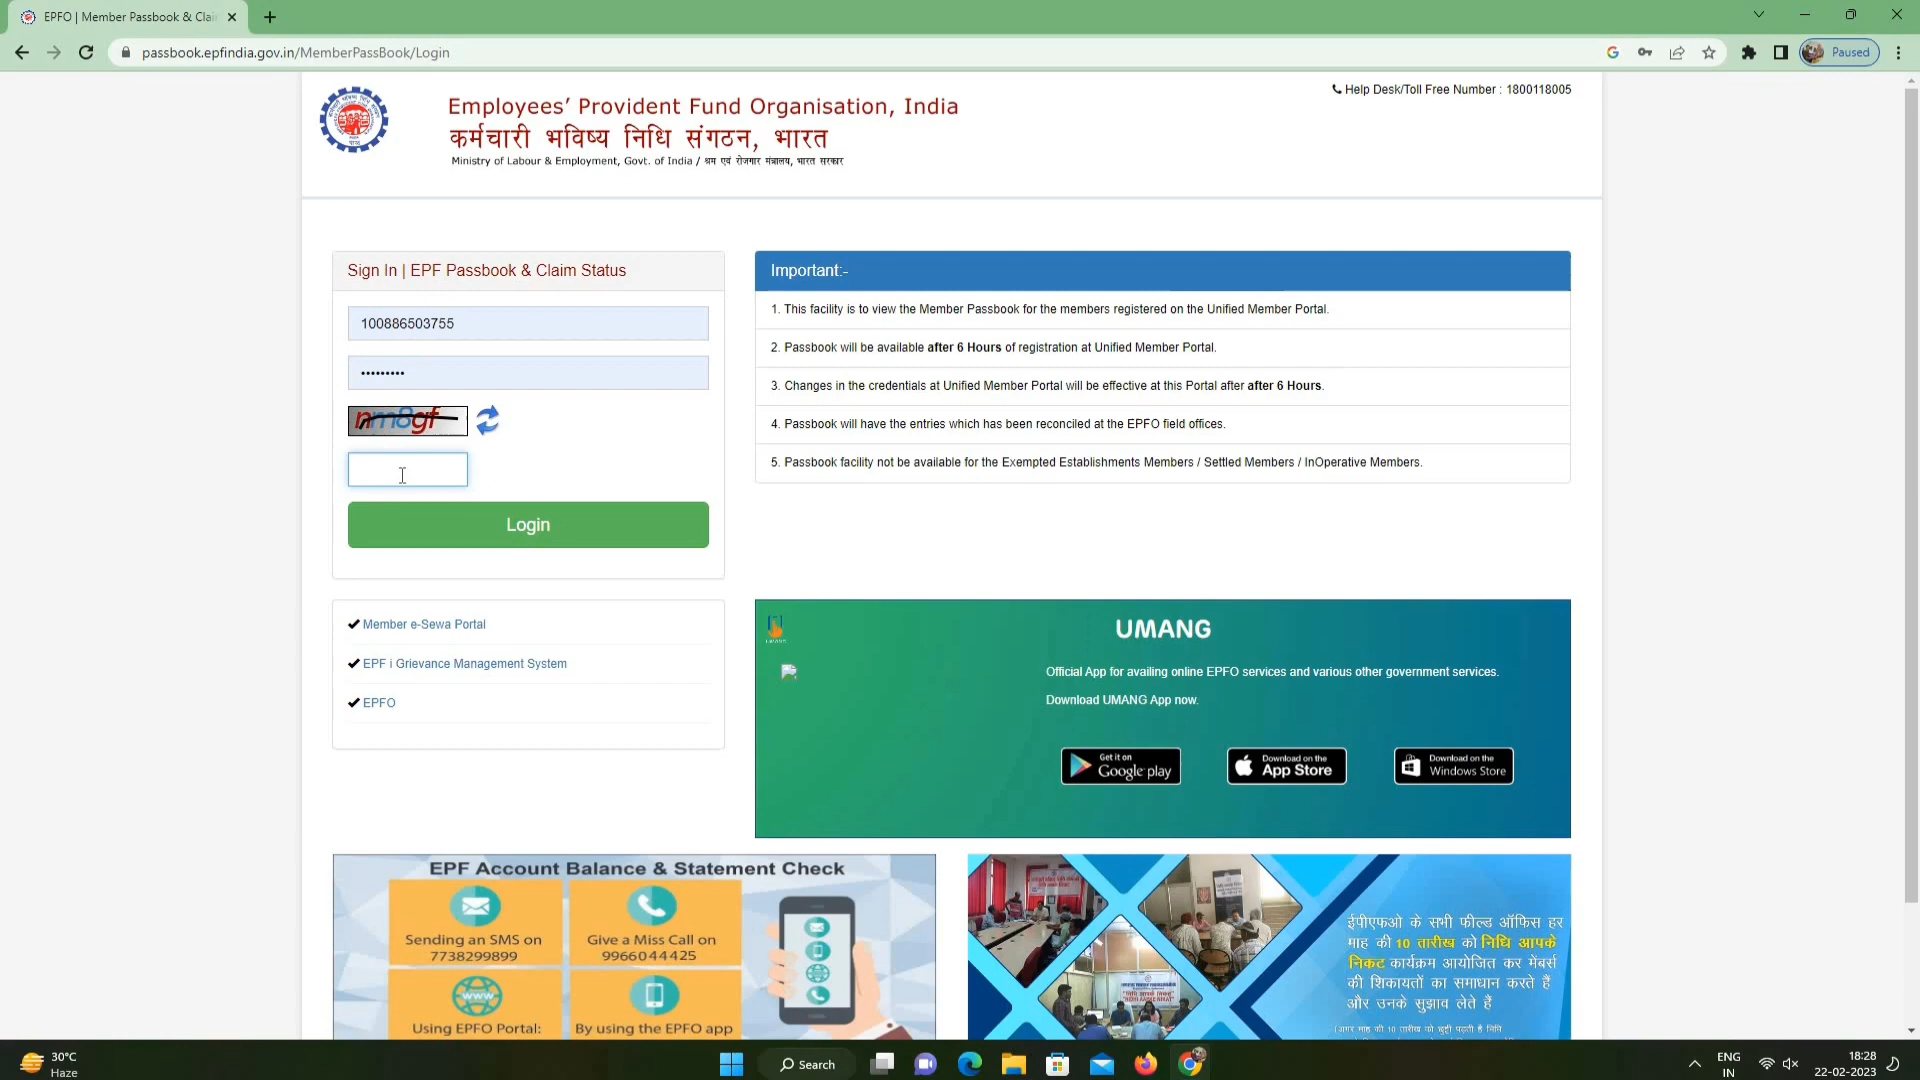 EPFO | Member Passbook & Clai
passbook.epfindia.gov.in/MemberPassBook/Login
Paused
Employees' Provident Fund Organisation, India
कर्मचारी भविष्य निधि संगठन, भारत
Ministry of Labour & Employment, Govt. of India / श्रम एवं रोजगार मंत्रालय, भारत सरकार
Help Desk/Toll Free Number : 1800118005
Sign In | EPF Passbook & Claim Status
100886503755
•••••••••
nm8gf
Login
Important:-
1. This facility is to view the Member Passbook for the members registered on the Unified Member Portal.
2. Passbook will be available after 6 Hours of registration at Unified Member Portal.
3. Changes in the credentials at Unified Member Portal will be effective at this Portal after after 6 Hours.
4. Passbook will have the entries which has been reconciled at the EPFO field offices.
5. Passbook facility not be available for the Exempted Establishments Members / Settled Members / InOperative Members.
Member e-Sewa Portal
EPF i Grievance Management System
EPFO
UMANG
UMANG
Official App for availing online EPFO services and various other government services.
Download UMANG App now.
Get it on
Google play
Download on the
App Store
Download on the
Windows Store
EPF Account Balance & Statement Check
Sending an SMS on
7738299899
Give a Miss Call on
9966044425
www
Using EPFO Portal:
By using the EPFO app
ईपीएफओ के सभी फील्ड ऑफिस हर
माह की 10 तारीख को निधि आपके
निकट कार्यक्रम आयोजित कर मेंबर्स
की शिकायतों का समाधान करते हैं
और उनके सुझाव लेते हैं
(अगर माह की 10 तारीख को छुट्टी पड़ती है तिथि
30°C
Haze
Search
ENG
IN
18:28
22-02-2023